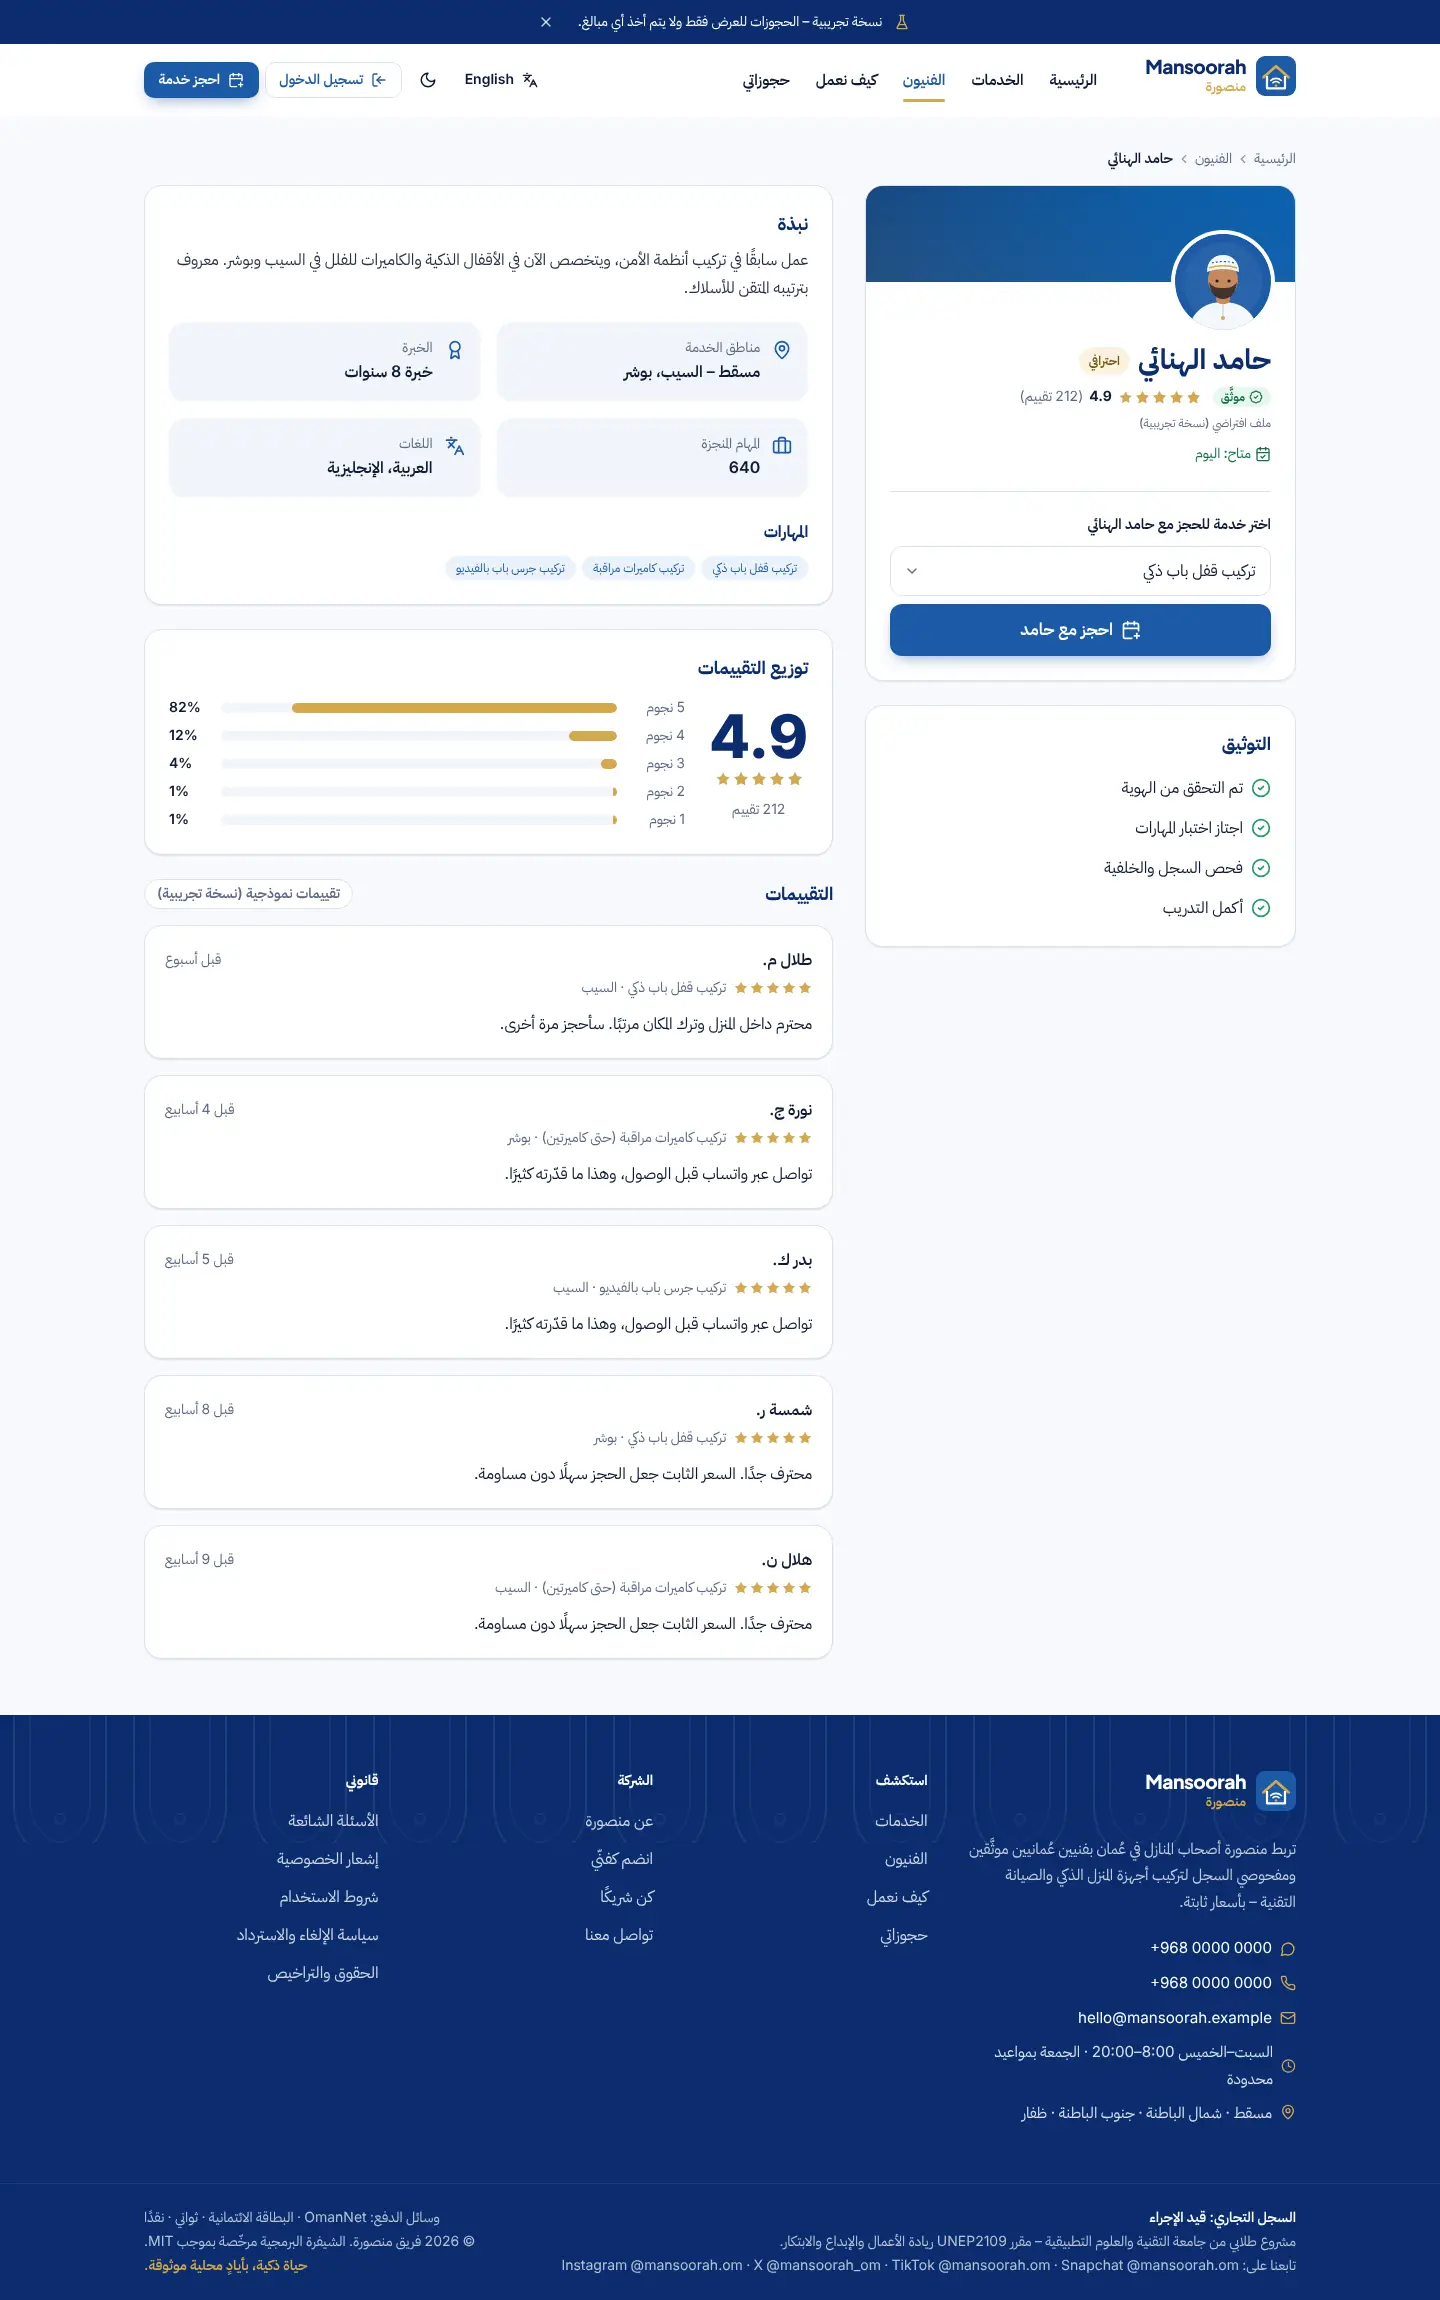 نسخة تجريبية – الحجوزات للعرض فقط ولا يتم أخذ أي مبالغ.
Mansoorah
منصورة
الرئيسية
الخدمات
الفنيون
كيف نعمل
حجوزاتي
English
تسجيل الدخول
احجز خدمة
الرئيسية › الفنيون › حامد الهنائي
حامد الهنائي
احترافي
موثَّق
4.9 (212 تقييم)
ملف افتراضي (نسخة تجريبية)
متاح: اليوم
اختر خدمة للحجز مع حامد الهنائي
تركيب قفل باب ذكي
احجز مع حامد
التوثيق
تم التحقق من الهوية
اجتاز اختبار المهارات
فحص السجل والخلفية
أكمل التدريب
نبذة
عمل سابقًا في تركيب أنظمة الأمن، ويتخصص الآن في الأقفال الذكية والكاميرات للفلل في السيب وبوشر. معروف
بترتيبه المتقن للأسلاك.
مناطق الخدمة
مسقط – السيب، بوشر
الخبرة
خبرة 8 سنوات
المهام المنجزة
640
اللغات
العربية، الإنجليزية
المهارات
تركيب قفل باب ذكي
تركيب كاميرات مراقبة
تركيب جرس باب بالفيديو
توزيع التقييمات
4.9
212 تقييم
5 نجوم 82%
4 نجوم 12%
3 نجوم 4%
2 نجوم 1%
1 نجوم 1%
التقييمات
تقييمات نموذجية (نسخة تجريبية)
طلال م.
قبل أسبوع
تركيب قفل باب ذكي · السيب
محترم داخل المنزل وترك المكان مرتبًا. سأحجز مرة أخرى.
نورة ج.
قبل 4 أسابيع
تركيب كاميرات مراقبة (حتى كاميرتين) · بوشر
تواصل عبر واتساب قبل الوصول، وهذا ما قدّرته كثيرًا.
بدر ك.
قبل 5 أسابيع
تركيب جرس باب بالفيديو · السيب
تواصل عبر واتساب قبل الوصول، وهذا ما قدّرته كثيرًا.
شمسة ر.
قبل 8 أسابيع
تركيب قفل باب ذكي · بوشر
محترف جدًا. السعر الثابت جعل الحجز سهلًا دون مساومة.
هلال ن.
قبل 9 أسابيع
تركيب كاميرات مراقبة (حتى كاميرتين) · السيب
محترف جدًا. السعر الثابت جعل الحجز سهلًا دون مساومة.
Mansoorah
منصورة
تربط منصورة أصحاب المنازل في عُمان بفنيين عُمانيين موثَّقين
ومفحوصي السجل لتركيب أجهزة المنزل الذكي والصيانة
التقنية – بأسعار ثابتة.
+968 0000 0000
+968 0000 0000
hello@mansoorah.example
السبت–الخميس 8:00–20:00 · الجمعة بمواعيد
محدودة
مسقط · شمال الباطنة · جنوب الباطنة · ظفار
استكشف
الخدمات
الفنيون
كيف نعمل
حجوزاتي
الشركة
عن منصورة
انضم كفنّي
كن شريكًا
تواصل معنا
قانوني
الأسئلة الشائعة
إشعار الخصوصية
شروط الاستخدام
سياسة الإلغاء والاسترداد
الحقوق والتراخيص
السجل التجاري: قيد الإجراء
مشروع طلابي من جامعة التقنية والعلوم التطبيقية – مقرر UNEP2109 ريادة الأعمال والإبداع والابتكار.
تابعنا على: Instagram @mansoorah.om · X @mansoorah_om · TikTok @mansoorah.om · Snapchat @mansoorah.om
وسائل الدفع: OmanNet · البطاقة الائتمانية · ثواني · نقدًا
© 2026 فريق منصورة. الشيفرة البرمجية مرخّصة بموجب MIT.
حياة ذكية، بأيادٍ محلية موثوقة.